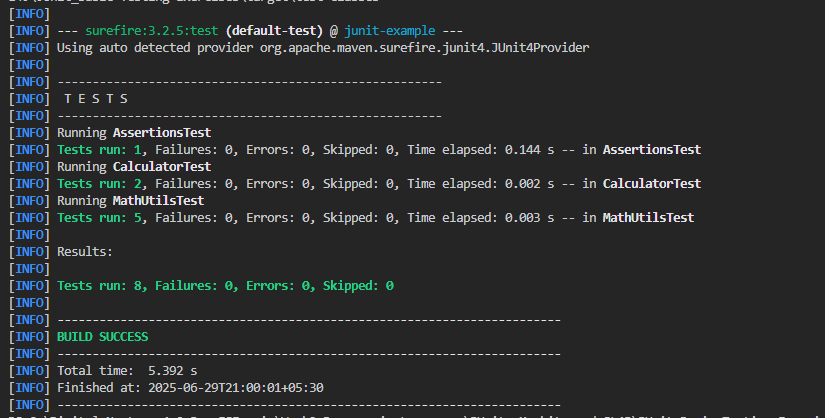 [INFO]
[INFO] --- surefire:3.2.5:test (default-test) @ junit-example ---
[INFO] Using auto detected provider org.apache.maven.surefire.junit4.JUnit4Provider
[INFO]
[INFO] -------------------------------------------------------
[INFO]  T E S T S
[INFO] -------------------------------------------------------
[INFO] Running AssertionsTest
[INFO] Tests run: 1, Failures: 0, Errors: 0, Skipped: 0, Time elapsed: 0.144 s -- in AssertionsTest
[INFO] Running CalculatorTest
[INFO] Tests run: 2, Failures: 0, Errors: 0, Skipped: 0, Time elapsed: 0.002 s -- in CalculatorTest
[INFO] Running MathUtilsTest
[INFO] Tests run: 5, Failures: 0, Errors: 0, Skipped: 0, Time elapsed: 0.003 s -- in MathUtilsTest
[INFO]
[INFO] Results:
[INFO]
[INFO] Tests run: 8, Failures: 0, Errors: 0, Skipped: 0
[INFO]
[INFO] ------------------------------------------------------------------------
[INFO] BUILD SUCCESS
[INFO] ------------------------------------------------------------------------
[INFO] Total time:  5.392 s
[INFO] Finished at: 2025-06-29T21:00:01+05:30
[INFO] ------------------------------------------------------------------------